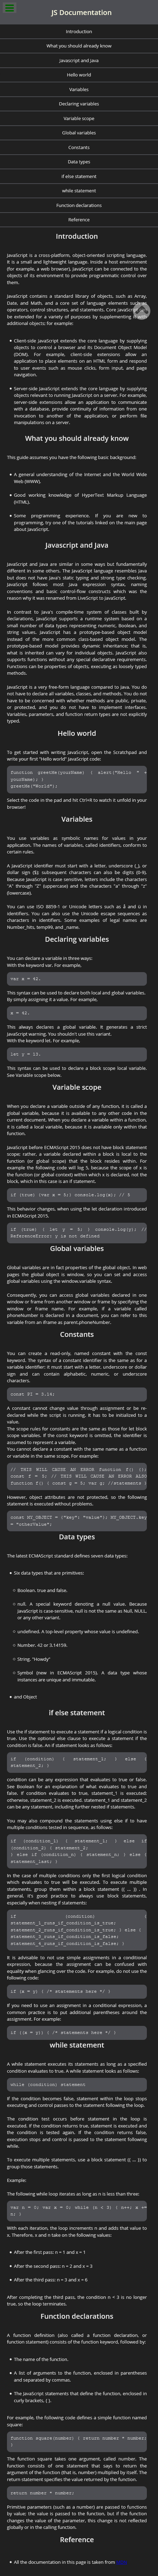 JS Documentation
Introduction
What you should already know
Javascript and Java
Hello world
Variables
Declaring variables
Variable scope
Global variables
Constants
Data types
if else statement
while statement
Function declarations
Reference
Introduction
JavaScript is a cross-platform, object-oriented scripting language.
It is a small and lightweight language. Inside a host environment
(for example, a web browser), JavaScript can be connected to the
objects of its environment to provide programmatic control over
them.
JavaScript contains a standard library of objects, such as Array,
Date, and Math, and a core set of language elements such as
operators, control structures, and statements. Core JavaScript can
be extended for a variety of purposes by supplementing it with
additional objects; for example:
Client-side JavaScript extends the core language by supplying
objects to control a browser and its Document Object Model
(DOM). For example, client-side extensions allow an
application to place elements on an HTML form and respond
to user events such as mouse clicks, form input, and page
navigation.
Server-side JavaScript extends the core language by supplying
objects relevant to running JavaScript on a server. For example,
server-side extensions allow an application to communicate
with a database, provide continuity of information from one
invocation to another of the application, or perform file
manipulations on a server.
What you should already know
This guide assumes you have the following basic background:
A general understanding of the Internet and the World Wide
Web (WWW).
Good working knowledge of HyperText Markup Language
(HTML).
Some programming experience. If you are new to
programming, try one of the tutorials linked on the main page
about JavaScript.
Javascript and Java
JavaScript and Java are similar in some ways but fundamentally
different in some others. The JavaScript language resembles Java
but does not have Java's static typing and strong type checking.
JavaScript follows most Java expression syntax, naming
conventions and basic control-flow constructs which was the
reason why it was renamed from LiveScript to JavaScript.
In contrast to Java's compile-time system of classes built by
declarations, JavaScript supports a runtime system based on a
small number of data types representing numeric, Boolean, and
string values. JavaScript has a prototype-based object model
instead of the more common class-based object model. The
prototype-based model provides dynamic inheritance; that is,
what is inherited can vary for individual objects. JavaScript also
supports functions without any special declarative requirements.
Functions can be properties of objects, executing as loosely typed
methods.
JavaScript is a very free-form language compared to Java. You do
not have to declare all variables, classes, and methods. You do not
have to be concerned with whether methods are public, private,
or protected, and you do not have to implement interfaces.
Variables, parameters, and function return types are not explicitly
typed.
Hello world
To get started with writing JavaScript, open the Scratchpad and
write your first "Hello world" JavaScript code:
function greetMe(yourName) { alert("Hello " +
yourName); }
greetMe("World");
Select the code in the pad and hit Ctrl+R to watch it unfold in your
browser!
Variables
You use variables as symbolic names for values in your
application. The names of variables, called identifiers, conform to
certain rules.
A JavaScript identifier must start with a letter, underscore (_), or
dollar sign ($) subsequent characters can also be digits (0-9).
Because JavaScript is case sensitive, letters include the characters
"A" through "Z" (uppercase) and the characters "a" through "z"
(lowercase).
You can use ISO 8859-1 or Unicode letters such as å and ü in
identifiers. You can also use the Unicode escape sequences as
characters in identifiers. Some examples of legal names are
Number_hits, temp99, and _name.
Declaring variables
You can declare a variable in three ways:
With the keyword var. For example,
var x = 42.
This syntax can be used to declare both local and global variables.
By simply assigning it a value. For example,
x = 42.
This always declares a global variable. It generates a strict
JavaScript warning. You shouldn't use this variant.
With the keyword let. For example,
let y = 13.
This syntax can be used to declare a block scope local variable.
See Variable scope below.
Variable scope
When you declare a variable outside of any function, it is called a
global variable, because it is available to any other code in the
current document. When you declare a variable within a function,
it is called a local variable, because it is available only within that
function.
JavaScript before ECMAScript 2015 does not have block statement
scope; rather, a variable declared within a block is local to the
function (or global scope) that the block resides within. For
example the following code will log 5, because the scope of x is
the function (or global context) within which x is declared, not the
block, which in this case is an if statement.
if (true) {var x = 5;} console.log(x); // 5
This behavior changes, when using the let declaration introduced
in ECMAScript 2015.
if (true) { let y = 5; } console.log(y); //
ReferenceError: y is not defined
Global variables
Global variables are in fact properties of the global object. In web
pages the global object is window, so you can set and access
global variables using the window.variable syntax.
Consequently, you can access global variables declared in one
window or frame from another window or frame by specifying the
window or frame name. For example, if a variable called
phoneNumber is declared in a document, you can refer to this
variable from an iframe as parent.phoneNumber.
Constants
You can create a read-only, named constant with the const
keyword. The syntax of a constant identifier is the same as for a
variable identifier: it must start with a letter, underscore or dollar
sign and can contain alphabetic, numeric, or underscore
characters.
const PI = 3.14;
A constant cannot change value through assignment or be re-
declared while the script is running. It has to be initialized to a
value.
The scope rules for constants are the same as those for let block
scope variables. If the const keyword is omitted, the identifier is
assumed to represent a variable.
You cannot declare a constant with the same name as a function
or variable in the same scope. For example:
// THIS WILL CAUSE AN ERROR function f() {};
const f = 5; // THIS WILL CAUSE AN ERROR ALSO
function f() { const g = 5; var g; //statements }
However, object attributes are not protected, so the following
statement is executed without problems.
const MY_OBJECT = {"key": "value"}; MY_OBJECT.key
= "otherValue";
Data types
The latest ECMAScript standard defines seven data types:
Six data types that are primitives:
Boolean. true and false.
null. A special keyword denoting a null value. Because
JavaScript is case-sensitive, null is not the same as Null, NULL,
or any other variant.
undefined. A top-level property whose value is undefined.
Number. 42 or 3.14159.
String. "Howdy"
Symbol (new in ECMAScript 2015). A data type whose
instances are unique and immutable.
and Object
if else statement
Use the if statement to execute a statement if a logical condition is
true. Use the optional else clause to execute a statement if the
condition is false. An if statement looks as follows:
if (condition) { statement_1; } else {
statement_2; }
condition can be any expression that evaluates to true or false.
See Boolean for an explanation of what evaluates to true and
false. If condition evaluates to true, statement_1 is executed;
otherwise, statement_2 is executed. statement_1 and statement_2
can be any statement, including further nested if statements.
You may also compound the statements using else if to have
multiple conditions tested in sequence, as follows:
if (condition_1) { statement_1; } else if
(condition_2) { statement_2;
} else if (condition_n) { statement_n; } else {
statement_last; }
In the case of multiple conditions only the first logical condition
which evaluates to true will be executed. To execute multiple
statements, group them within a block statement ({ ... }) . In
general, it's good practice to always use block statements,
especially when nesting if statements:
if (condition) {
statement_1_runs_if_condition_is_true;
statement_2_runs_if_condition_is_true; } else {
statement_3_runs_if_condition_is_false;
statement_4_runs_if_condition_is_false; }
It is advisable to not use simple assignments in a conditional
expression, because the assignment can be confused with
equality when glancing over the code. For example, do not use the
following code:
if (x = y) { /* statements here */ }
If you need to use an assignment in a conditional expression, a
common practice is to put additional parentheses around the
assignment. For example:
if ((x = y)) { /* statements here */ }
while statement
A while statement executes its statements as long as a specified
condition evaluates to true. A while statement looks as follows:
while (condition) statement
If the condition becomes false, statement within the loop stops
executing and control passes to the statement following the loop.
The condition test occurs before statement in the loop is
executed. If the condition returns true, statement is executed and
the condition is tested again. If the condition returns false,
execution stops and control is passed to the statement following
while.
To execute multiple statements, use a block statement ({ ... }) to
group those statements.
Example:
The following while loop iterates as long as n is less than three:
var n = 0; var x = 0; while (n < 3) { n++; x +=
n; }
With each iteration, the loop increments n and adds that value to
x. Therefore, x and n take on the following values:
After the first pass: n = 1 and x = 1
After the second pass: n = 2 and x = 3
After the third pass: n = 3 and x = 6
After completing the third pass, the condition n < 3 is no longer
true, so the loop terminates.
Function declarations
A function definition (also called a function declaration, or
function statement) consists of the function keyword, followed by:
The name of the function.
A list of arguments to the function, enclosed in parentheses
and separated by commas.
The JavaScript statements that define the function, enclosed in
curly brackets, { }.
For example, the following code defines a simple function named
square:
function square(number) { return number * number;
}
The function square takes one argument, called number. The
function consists of one statement that says to return the
argument of the function (that is, number) multiplied by itself. The
return statement specifies the value returned by the function.
return number * number;
Primitive parameters (such as a number) are passed to functions
by value; the value is passed to the function, but if the function
changes the value of the parameter, this change is not reflected
globally or in the calling function.
Reference
All the documentation in this page is taken from